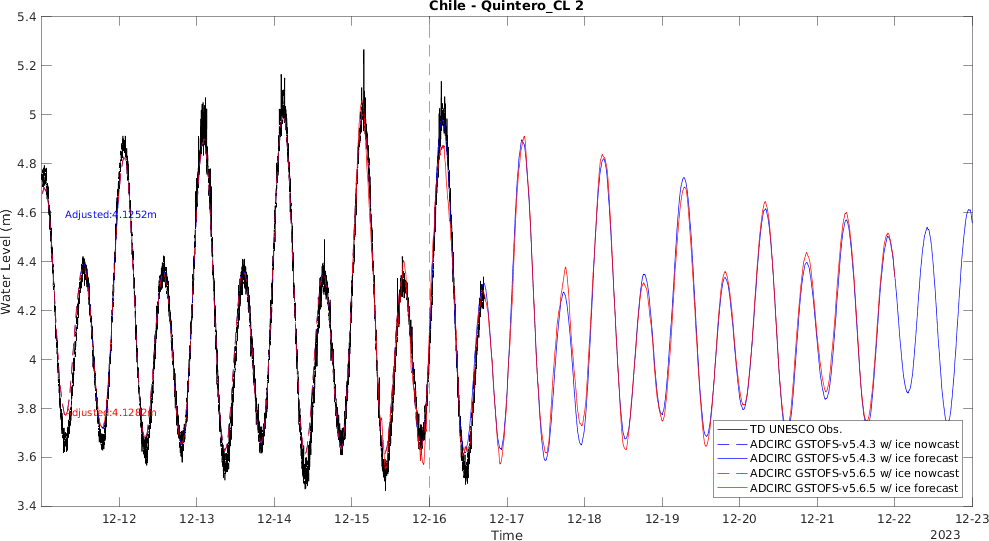 Chile - Quintero_CL 2
5.4
5.2
5
4.8
4.6
4.4
4.2
4
3.8
3.6
3.4
Water Level (m)
Adjusted:4.1252m
Adjusted:4.1282m
TD UNESCO Obs.
ADCIRC GSTOFS-v5.4.3 w/ ice nowcast
ADCIRC GSTOFS-v5.4.3 w/ ice forecast
ADCIRC GSTOFS-v5.6.5 w/ ice nowcast
ADCIRC GSTOFS-v5.6.5 w/ ice forecast
12-12 12-13 12-14 12-15 12-16 12-17 12-18 12-19 12-20 12-21 12-22 12-23
Time
2023